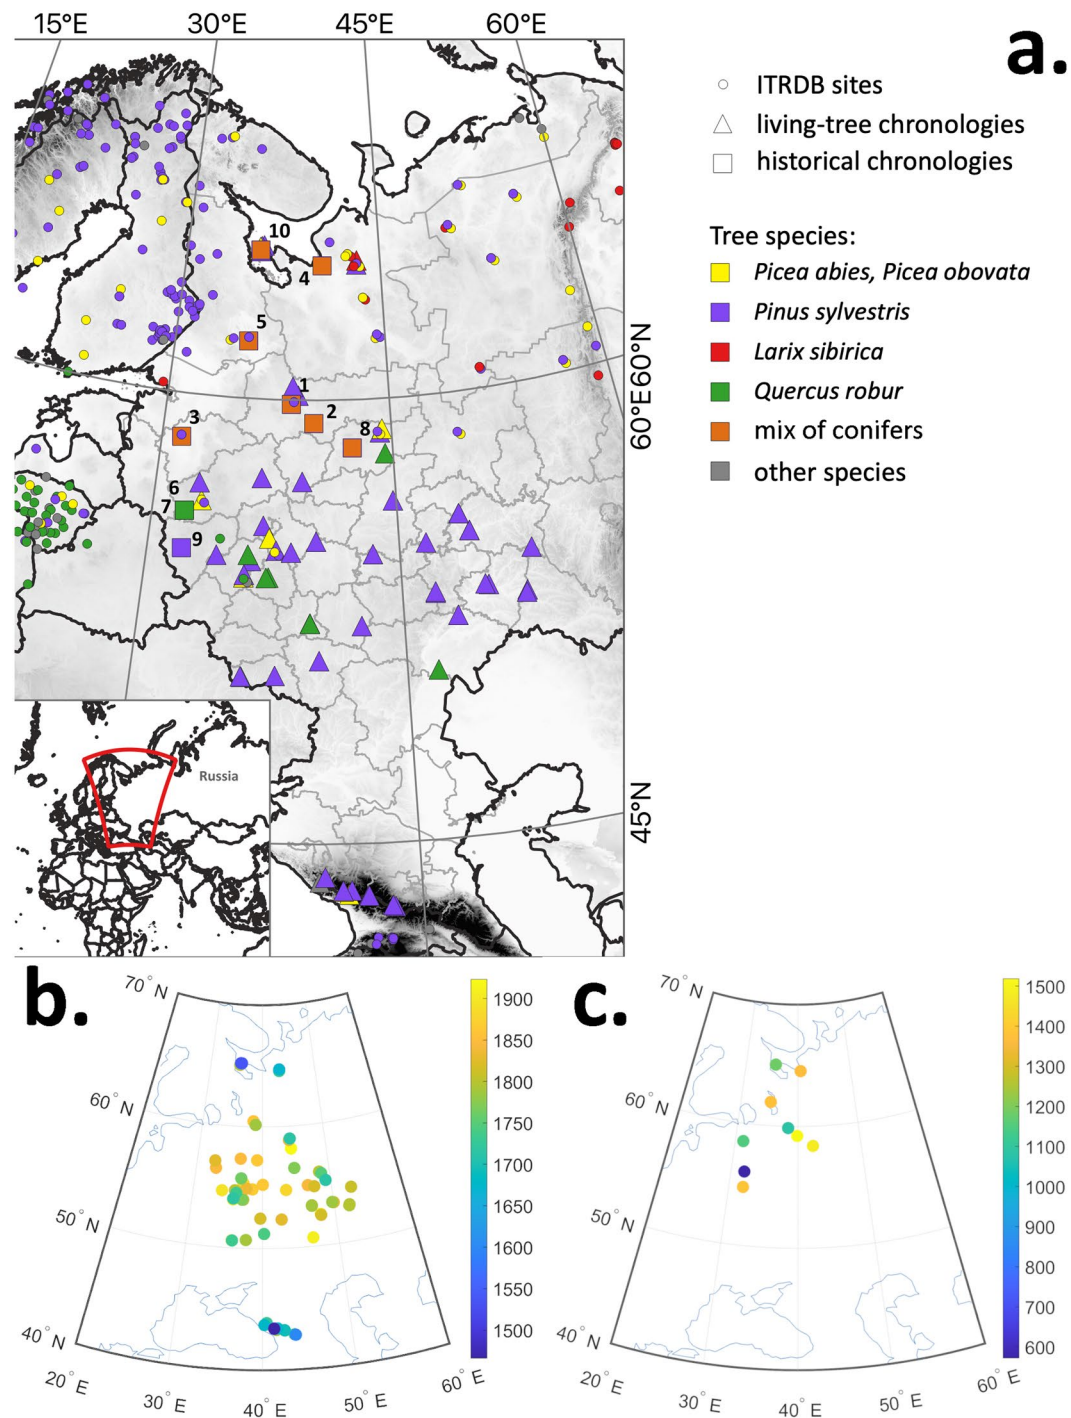 15°E 30°E 45°E 60°E
a.
ITRDB sites
living-tree chronologies
historical chronologies
Tree species:
Picea abies, Picea obovata
Pinus sylvestris
Larix sibirica
Quercus robur
mix of conifers
other species
10
4
5
1
2
3
8
6
7
9
60°E
60°N
45°N
Russia
b.
70° N
60° N
50° N
40° N
20° E
30° E
40° E
50° E
60° E
1900
1850
1800
1750
1700
1650
1600
1550
1500
c.
70° N
60° N
50° N
40° N
20° E
30° E
40° E
50° E
60° E
1500
1400
1300
1200
1100
1000
900
800
700
600